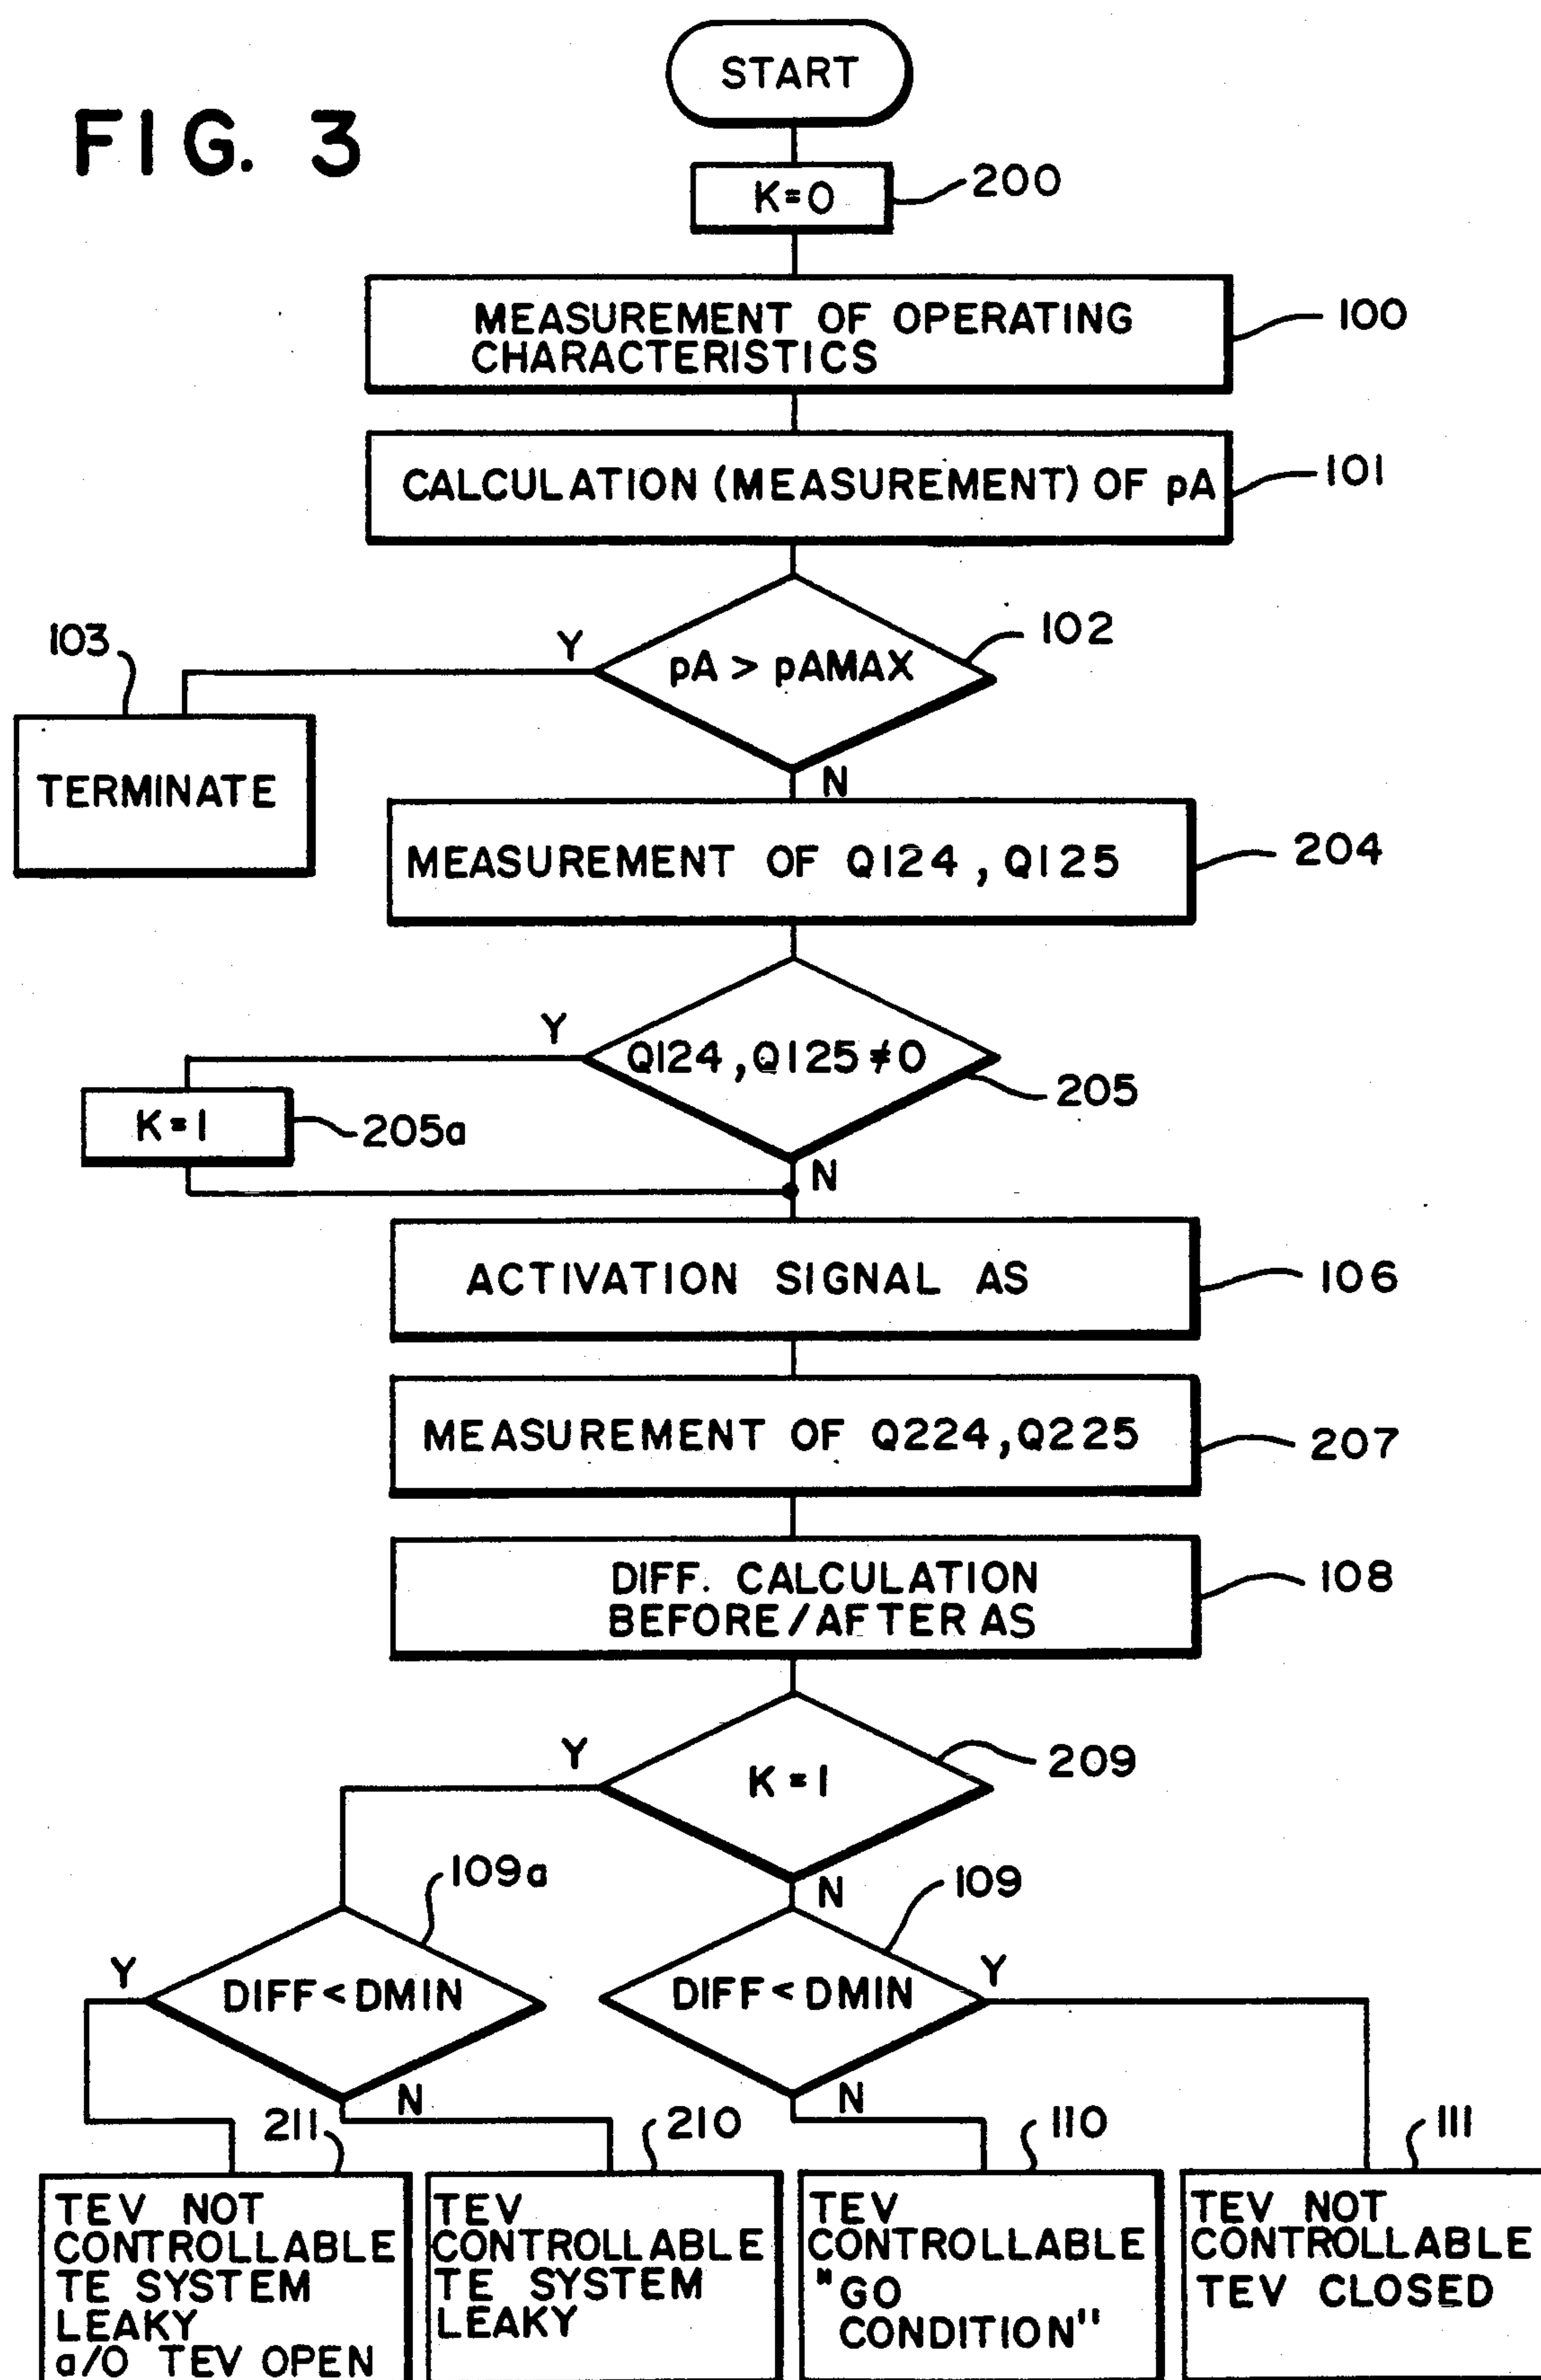 FIG. 3
START
K=0
200
MEASUREMENT OF OPERATING
CHARACTERISTICS
100
CALCULATION (MEASUREMENT) OF pA
101
103
Y
pA > pAMAX
102
TERMINATE
N
MEASUREMENT OF Q124, Q125
204
Y
Q124, Q125≠0
205
K=1
205a
N
ACTIVATION SIGNAL AS
106
MEASUREMENT OF Q224, Q225
207
DIFF. CALCULATION
BEFORE/AFTER AS
108
Y
K=1
209
109a
N
109
Y
DIFF<DMIN
DIFF<DMIN
Y
N
N
211
210
110
111
TEV NOT
CONTROLLABLE
TE SYSTEM
LEAKY
a/O TEV OPEN
TEV
CONTROLLABLE
TE SYSTEM
LEAKY
TEV
CONTROLLABLE
"GO
CONDITION"
TEV NOT
CONTROLLABLE
TEV CLOSED